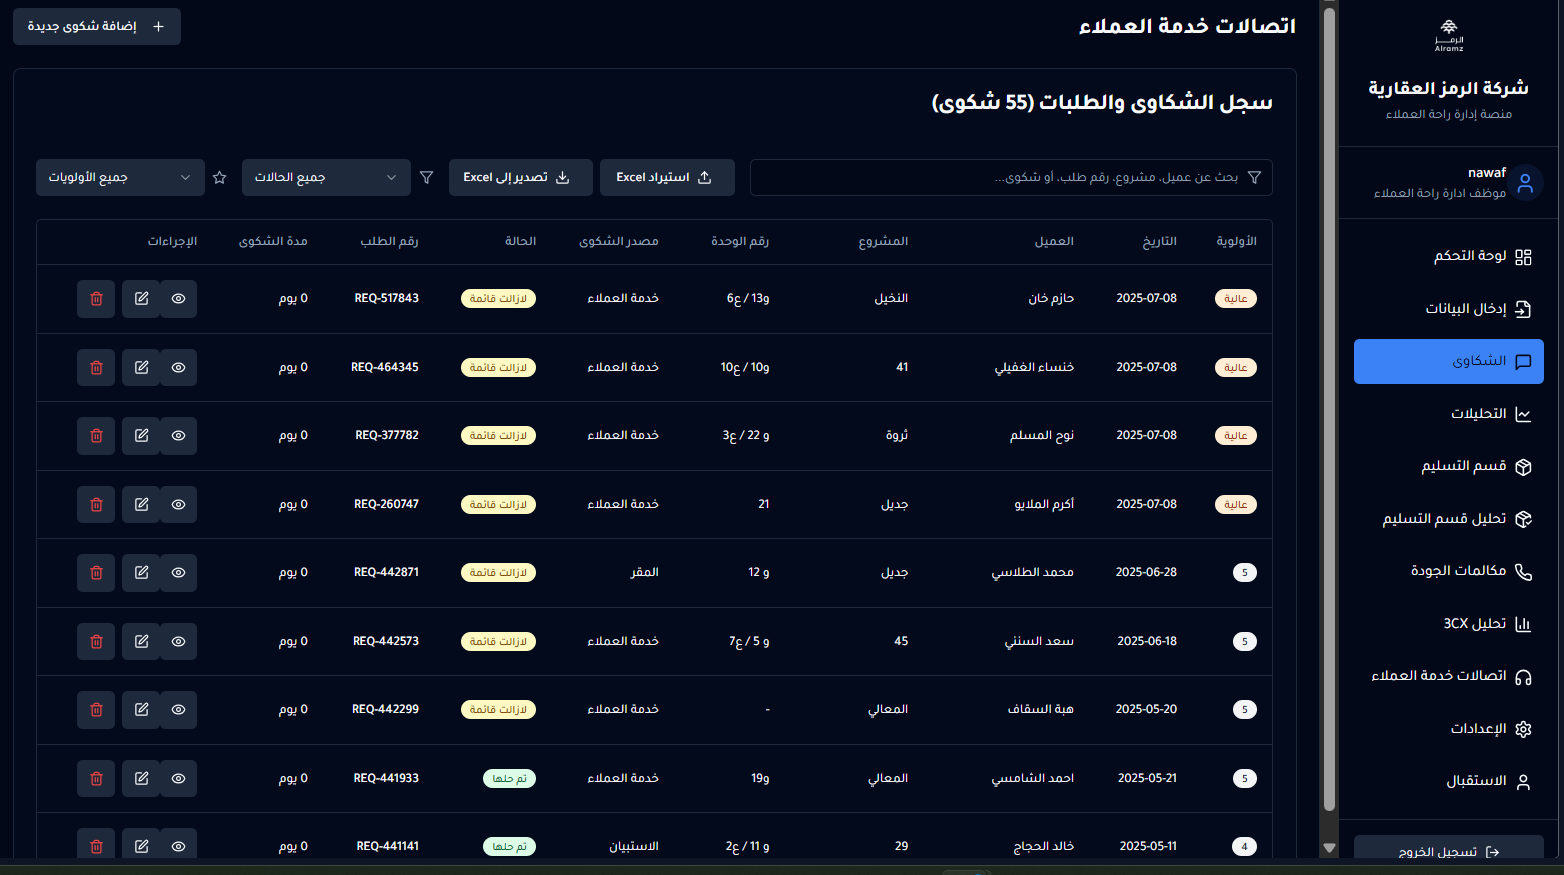 الرمز
Alramz
شركة الرمز العقارية
منصة إدارة راحة العملاء
nawaf
موظف ادارة راحة العملاء
لوحة التحكم
إدخال البيانات
الشكاوى
التحليلات
قسم التسليم
تحليل قسم التسليم
مكالمات الجودة
تحليل 3CX
اتصالات خدمة العملاء
الإعدادات
الاستقبال
تسجيل الخروج
اتصالات خدمة العملاء
إضافة شكوى جديدة
سجل الشكاوى والطلبات (55 شكوى)
بحث عن عميل، مشروع، رقم طلب، أو شكوى...
استيراد Excel
تصدير إلى Excel
جميع الحالات
جميع الأولويات
الأولوية التاريخ العميل المشروع رقم الوحدة مصدر الشكوى الحالة رقم الطلب مدة الشكوى الإجراءات
عالية 2025-07-08 حازم خان النخيل و13 / ع6 خدمة العملاء لازالت قائمة REQ-517843 0 يوم
عالية 2025-07-08 خنساء الغفيلي 41 و10 / ع10 خدمة العملاء لازالت قائمة REQ-464345 0 يوم
عالية 2025-07-08 نوح المسلم ثروة و 22 / ع3 خدمة العملاء لازالت قائمة REQ-377782 0 يوم
عالية 2025-07-08 أكرم الملايو جديل 21 خدمة العملاء لازالت قائمة REQ-260747 0 يوم
5 2025-06-28 محمد الطلاسي جديل و 12 المقر لازالت قائمة REQ-442871 0 يوم
5 2025-06-18 سعد السنني 45 و 5 / ع7 خدمة العملاء لازالت قائمة REQ-442573 0 يوم
5 2025-05-20 هبة السقاف المعالي - خدمة العملاء لازالت قائمة REQ-442299 0 يوم
5 2025-05-21 احمد الشامسي المعالي و19 خدمة العملاء تم حلها REQ-441933 0 يوم
4 2025-05-11 خالد الحجاج 29 و 11 / ع2 الاستبيان تم حلها REQ-441141 0 يوم